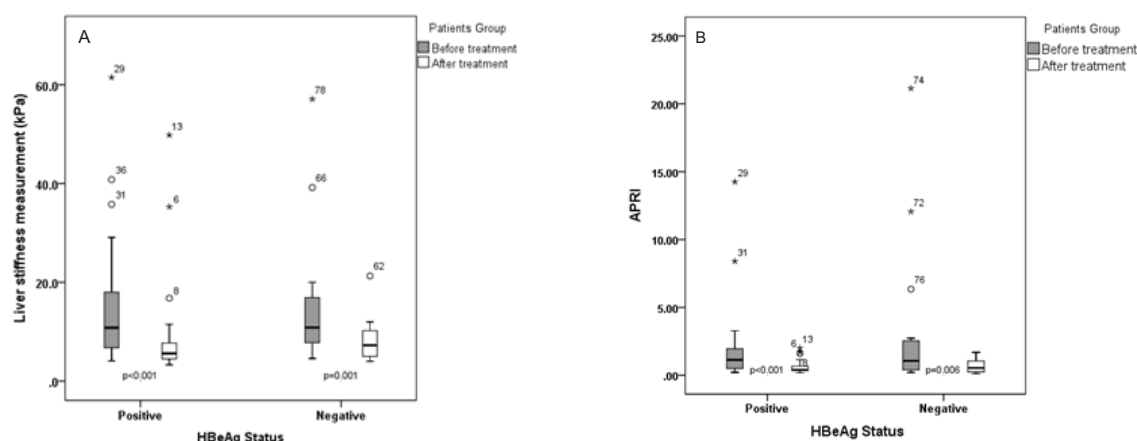 A
Patients Group
Before treatment
After treatment
Liver stiffness measurement (kPa)
60.0
40.0
20.0
.0
29
36
31
13
6
8
78
66
62
p<0.001
p=0.001
Positive
Negative
HBeAg Status
B
Patients Group
Before treatment
After treatment
APRI
25.00
20.00
15.00
10.00
5.00
.00
29
31
6
13
8
74
72
76
p<0.001
p=0.006
Positive
Negative
HBeAg Status